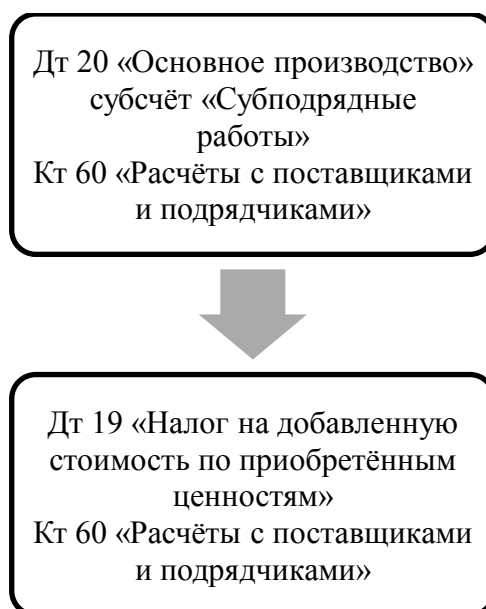 Дт 20 «Основное производство»
субсчёт «Субподрядные
работы»
Кт 60 «Расчёты с поставщиками
и подрядчиками»
Дт 19 «Налог на добавленную
стоимость по приобретённым
ценностям»
Кт 60 «Расчёты с поставщиками
и подрядчиками»